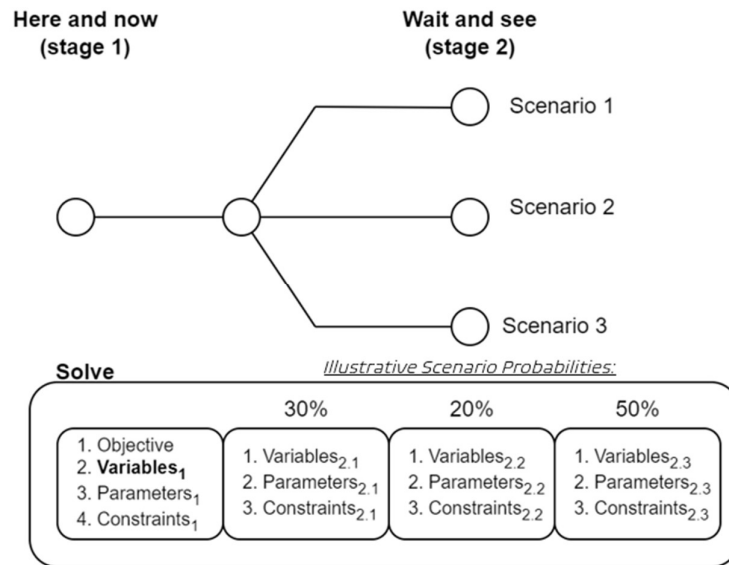 Here and now
(stage 1)
Wait and see
(stage 2)
Scenario 1
Scenario 2
Scenario 3
Solve
Illustrative Scenario Probabilities:
30%
20%
50%
1. Objective
2. Variables₁
3. Parameters₁
4. Constraints₁
1. Variables₂.₁
2. Parameters₂.₁
3. Constraints₂.₁
1. Variables₂.₂
2. Parameters₂.₂
3. Constraints₂.₂
1. Variables₂.₃
2. Parameters₂.₃
3. Constraints₂.₃